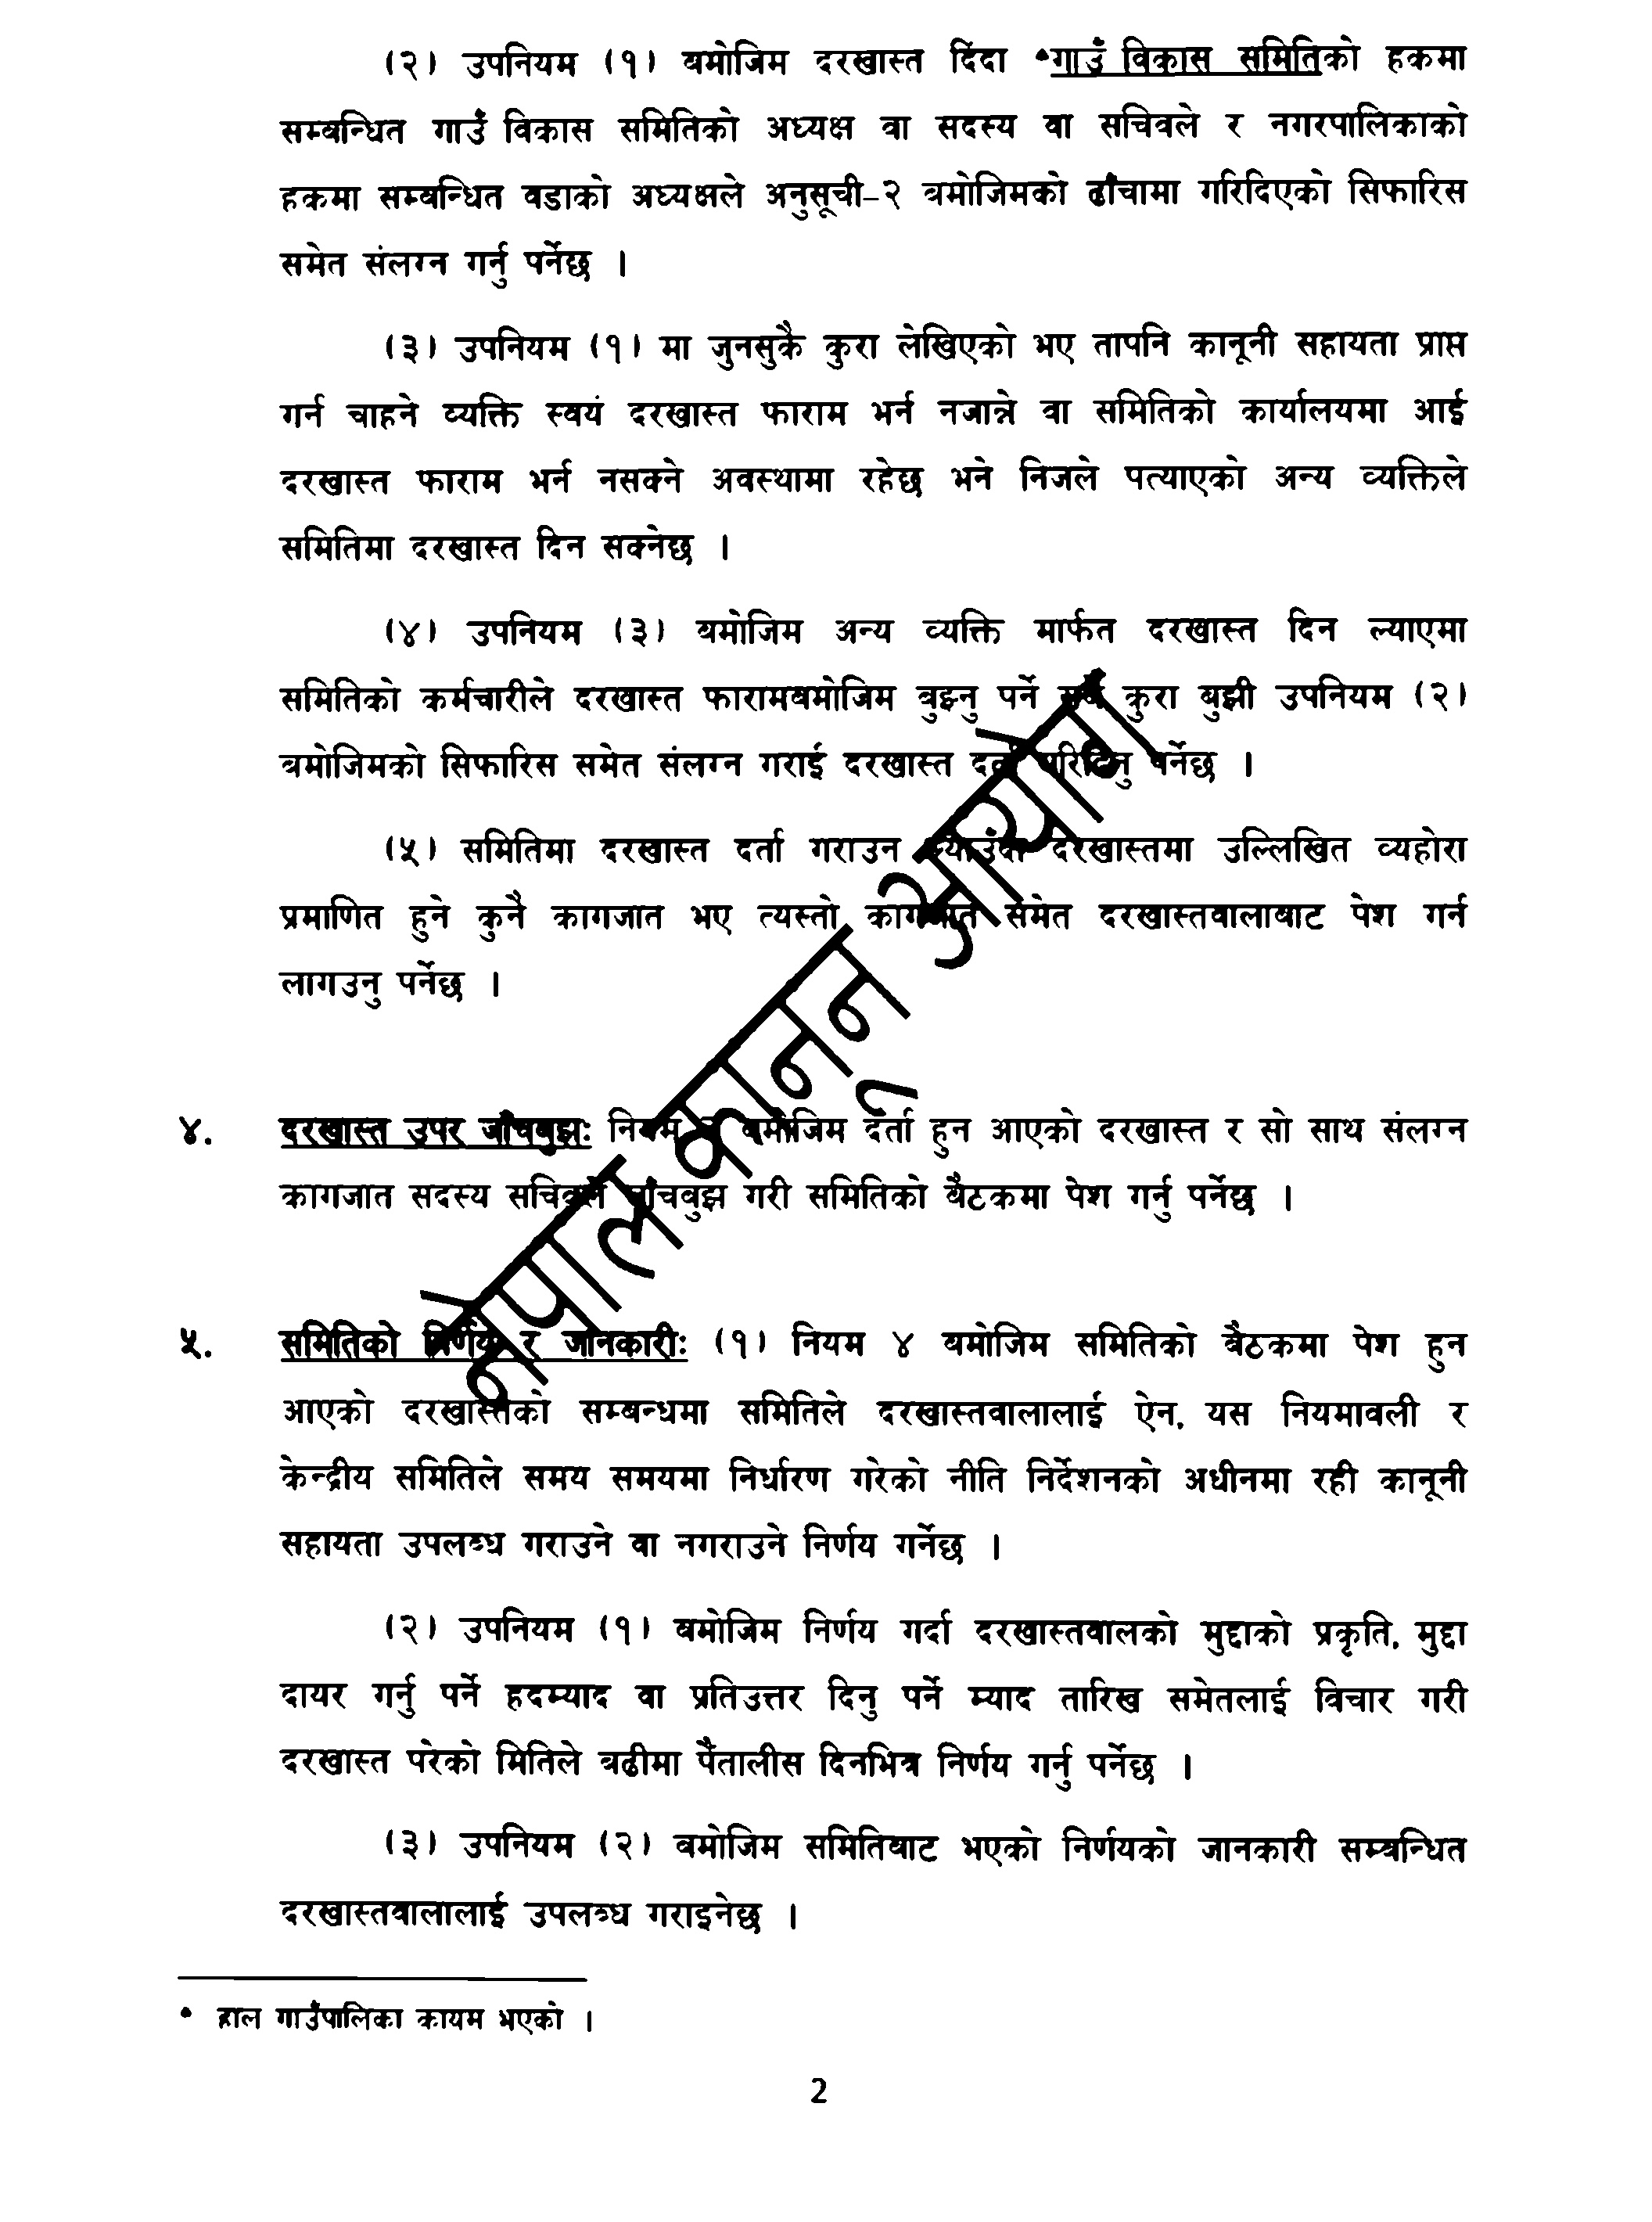 (२) उपनियम (१) बमोजिम दरखास्त दिंदा •गाउँ विकास समितिको हकमा
सम्बन्धित गाउँ विकास समितिको अध्यक्ष वा सदस्य वा सचिवले र नगरपालिकाको
हकमा सम्बन्धित वडाको अध्यक्षले अनुसूची–२ बमोजिमको ढाँचामा गरिदिएको सिफारिस
समेत संलग्न गर्नु पर्नेछ ।
(३) उपनियम (१) मा जुनसुकै कुरा लेखिएको भए तापनि कानूनी सहायता प्राप्त
गर्न चाहने व्यक्ति स्वयं दरखास्त फाराम भर्न नजान्ने वा समितिको कार्यालयमा आई
दरखास्त फाराम भर्न नसक्ने अवस्थामा रहेछ भने निजले पत्याएको अन्य व्यक्तिले
समितिमा दरखास्त दिन सक्नेछ ।
(४) उपनियम (३) बमोजिम अन्य व्यक्ति मार्फत दरखास्त दिन ल्याएमा
समितिको कर्मचारीले दरखास्त फारामबमोजिम बुझ्नु पर्ने सबै कुरा बुझी उपनियम (२)
बमोजिमको सिफारिस समेत संलग्न गराई दरखास्त दर्ता गरिदिनु पर्नेछ ।
(५) समितिमा दरखास्त दर्ता गराउन ल्याउँदा दरखास्तमा उल्लिखित व्यहोरा
प्रमाणित हुने कुनै कागजात भए त्यस्तो कागजात समेत दरखास्तवालाबाट पेश गर्न
लागउनु पर्नेछ ।
४. दरखास्त उपर जाँचबुझः नियम बमोजिम दर्ता हुन आएको दरखास्त र सो साथ संलग्न
कागजात सदस्य सचिवले जाँचबुझ गरी समितिको बैठकमा पेश गर्नु पर्नेछ ।
५. समितिको निर्णय र जानकारीः (१) नियम ४ बमोजिम समितिको बैठकमा पेश हुन
आएको दरखास्तको सम्बन्धमा समितिले दरखास्तवालालाई ऐन, यस नियमावली र
केन्द्रीय समितिले समय समयमा निर्धारण गरेको नीति निर्देशनको अधीनमा रही कानूनी
सहायता उपलब्ध गराउने वा नगराउने निर्णय गर्नेछ ।
(२) उपनियम (१) बमोजिम निर्णय गर्दा दरखास्तवालको मुद्दाको प्रकृति, मुद्दा
दायर गर्नु पर्ने हदम्याद वा प्रतिउत्तर दिनु पर्ने म्याद तारिख समेतलाई विचार गरी
दरखास्त परेको मितिले बढीमा पैंतालीस दिनभित्र निर्णय गर्नु पर्नेछ ।
(३) उपनियम (२) बमोजिम समितिबाट भएको निर्णयको जानकारी सम्बन्धित
दरखास्तवालालाई उपलब्ध गराइनेछ ।
• हाल गाउँपालिका कायम भएको ।
2
नेपाल कानून आयोग